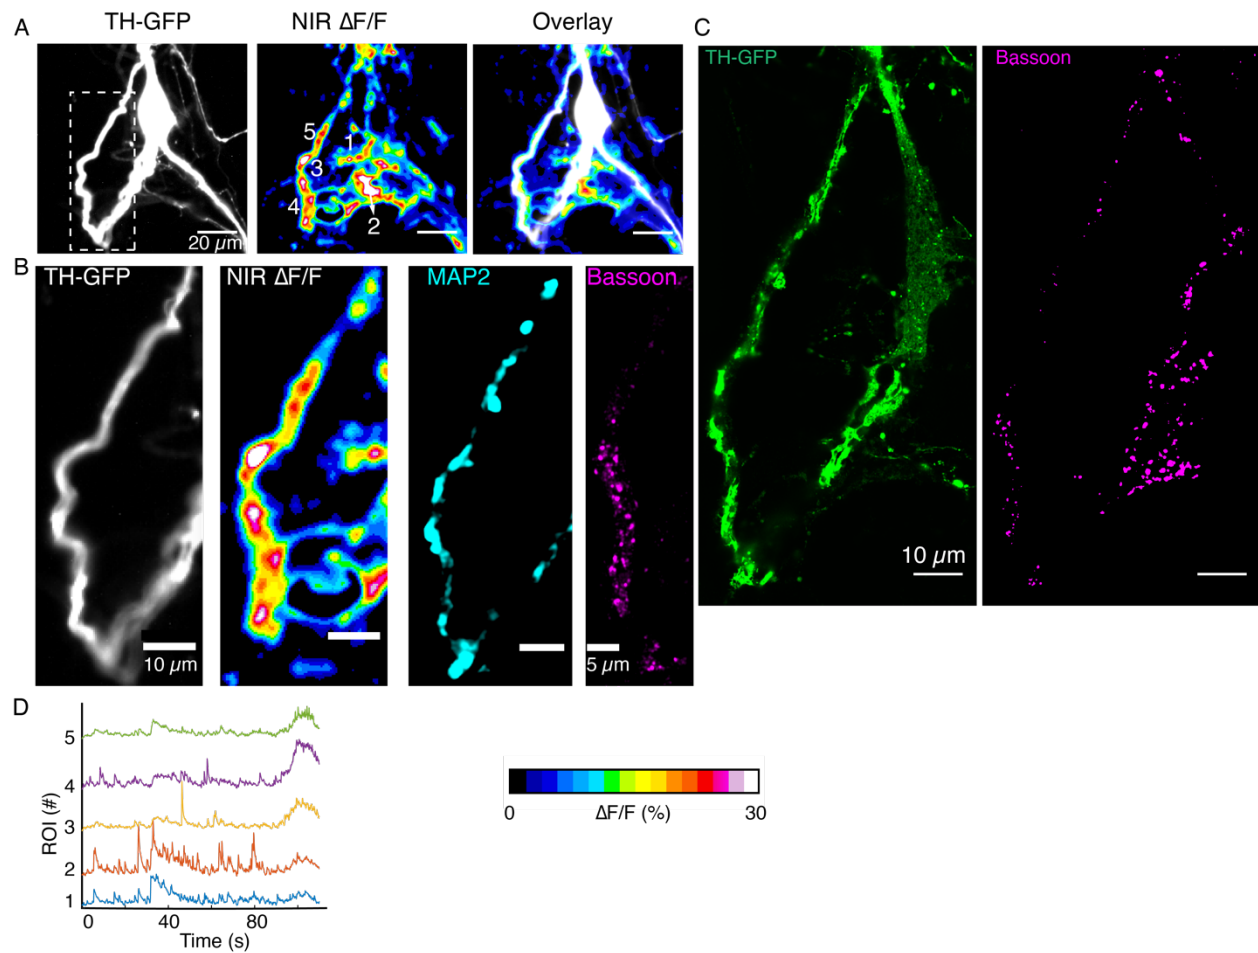 A
TH-GFP
NIR ΔF/F
Overlay
5
1
3
4
2
20 µm
B
TH-GFP
NIR ΔF/F
MAP2
Bassoon
10 µm
5 µm
C
TH-GFP
Bassoon
10 µm
D
ROI (#)
5
4
3
2
1
0
40
80
Time (s)
0
ΔF/F (%)
30